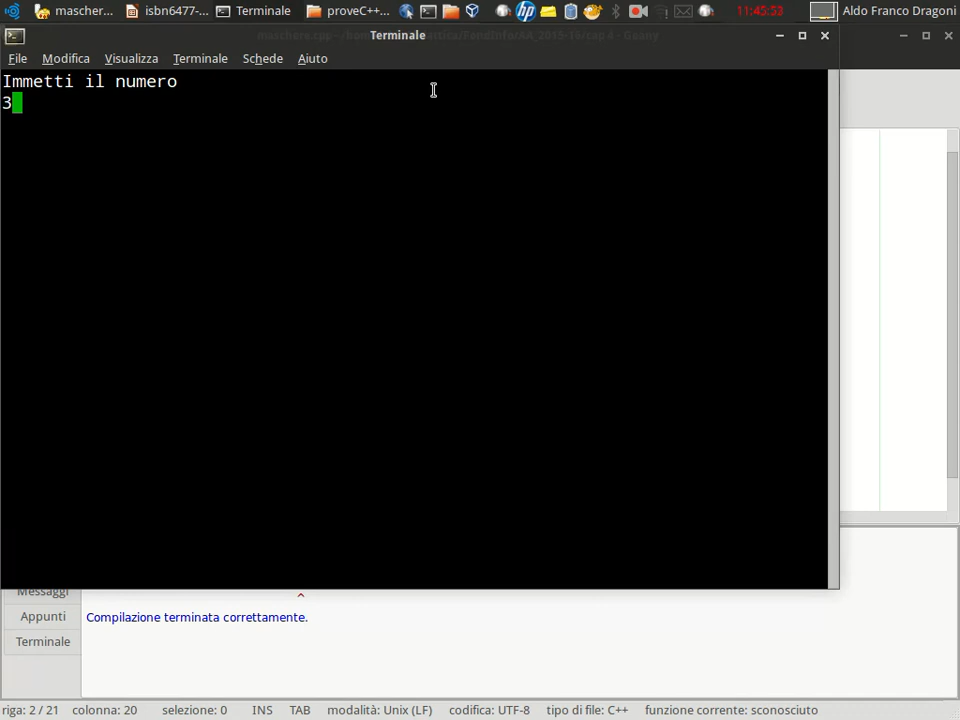 macher... isbn6477-... Terminale proveC++... 11:45:53 Aldo Franco Dragoni
Terminale
File Modifica Visualizza Terminale Schede Aiuto
Immetti il numero
3
Messaggi
^
Appunti Compilazione terminata correttamente.
Terminale
riga: 2 / 21 colonna: 20 selezione: 0 INS TAB modalità: Unix (LF) codifica: UTF-8 tipo di file: C++ funzione corrente: sconosciuto